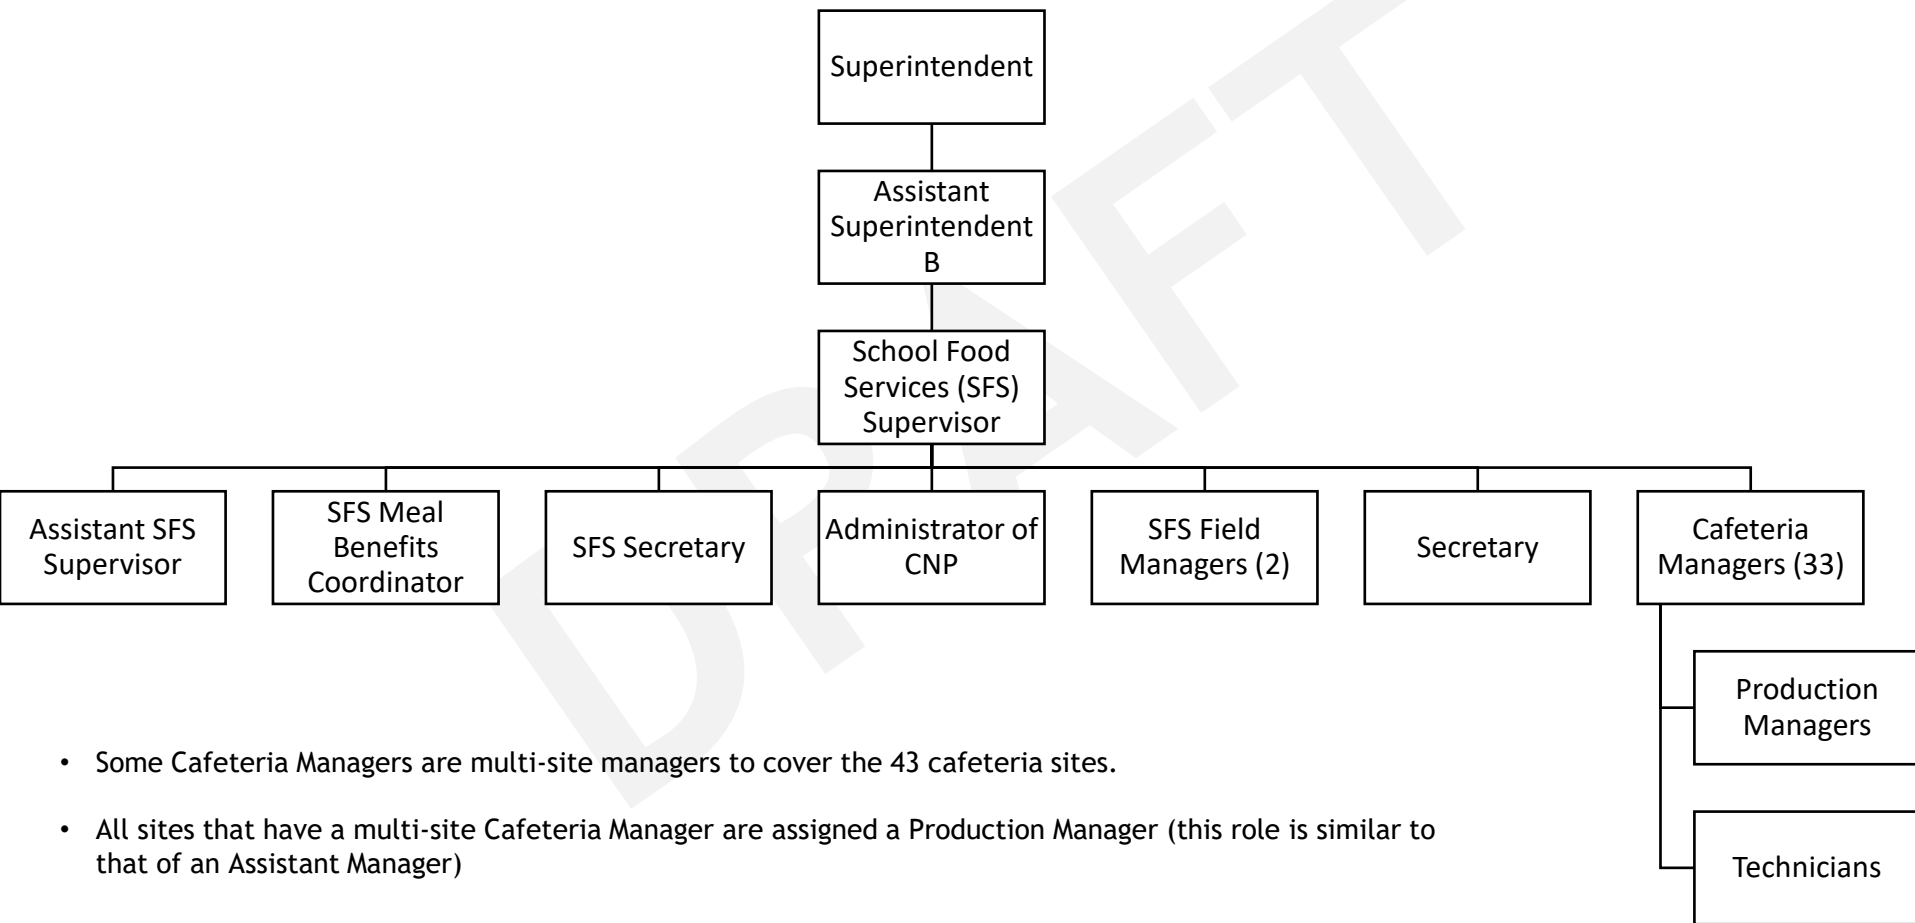 Superintendent
Assistant
Superintendent
B
School Food
Services (SFS)
Supervisor
Assistant SFS
Supervisor
SFS Meal
Benefits
Coordinator
SFS Secretary
Administrator of
CNP
SFS Field
Managers (2)
Secretary
Cafeteria
Managers (33)
Production
Managers
Technicians
• Some Cafeteria Managers are multi-site managers to cover the 43 cafeteria sites.
• All sites that have a multi-site Cafeteria Manager are assigned a Production Manager (this role is similar to
that of an Assistant Manager)
DRAFT